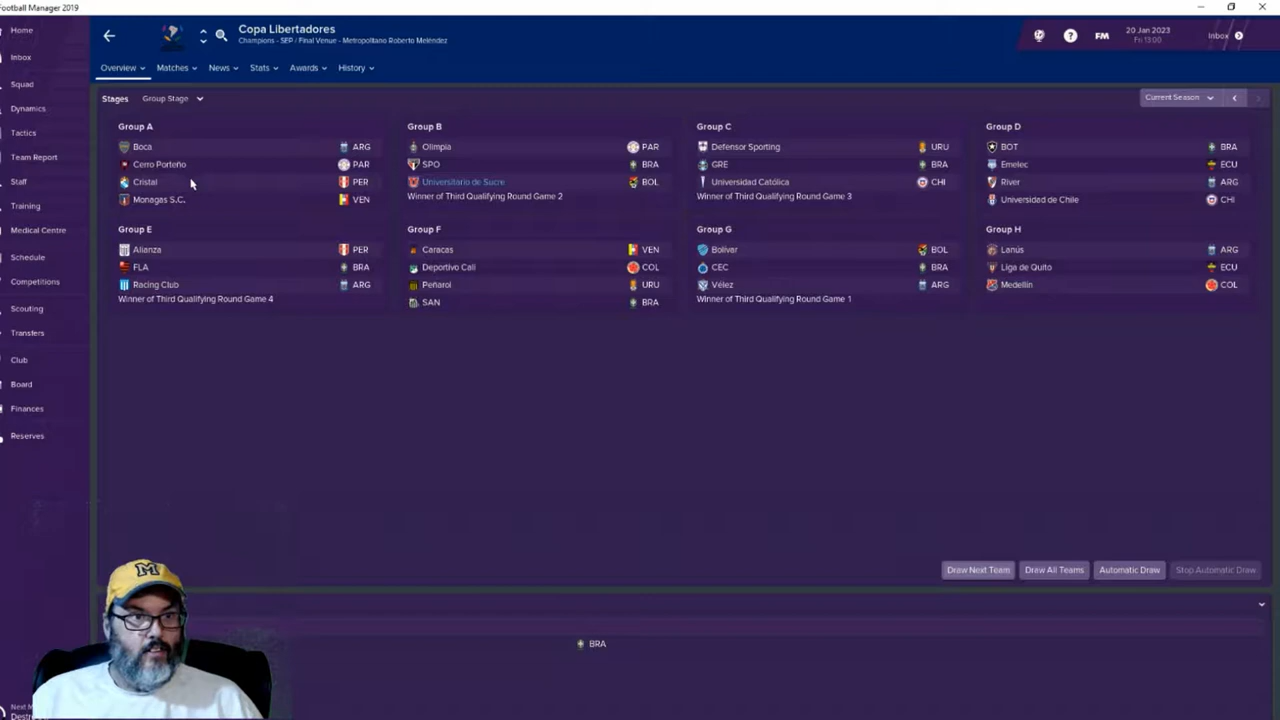 Football Manager 2019
Home
Inbox
Squad
Dynamics
Tactics
Team Report
Staff
Training
Medical Centre
Schedule
Competitions
Scouting
Transfers
Club
Board
Finances
Reserves
Copa Libertadores
Champions - SEP / Final Venue - Metropolitano Roberto Meléndez
FM
20 Jan 2023
Fri 13:00
Inbox
Overview
Matches
News
Stats
Awards
History
Stages
Group Stage
Current Season
Group A
Boca ARG
Cerro Porteño PAR
Cristal PER
Monagas S.C. VEN
Group B
Olimpia PAR
SPO BRA
Universitario de Sucre BOL
Winner of Third Qualifying Round Game 2
Group C
Defensor Sporting URU
GRE BRA
Universidad Católica CHI
Winner of Third Qualifying Round Game 3
Group D
BOT BRA
Emelec ECU
River ARG
Universidad de Chile CHI
Group E
Alianza PER
FLA BRA
Racing Club ARG
Winner of Third Qualifying Round Game 4
Group F
Caracas VEN
Deportivo Cali COL
Peñarol URU
SAN BRA
Group G
Bolívar BOL
CEC BRA
Vélez ARG
Winner of Third Qualifying Round Game 1
Group H
Lanús ARG
Liga de Quito ECU
Medellín COL
Draw Next Team
Draw All Teams
Automatic Draw
Stop Automatic Draw
BRA
M